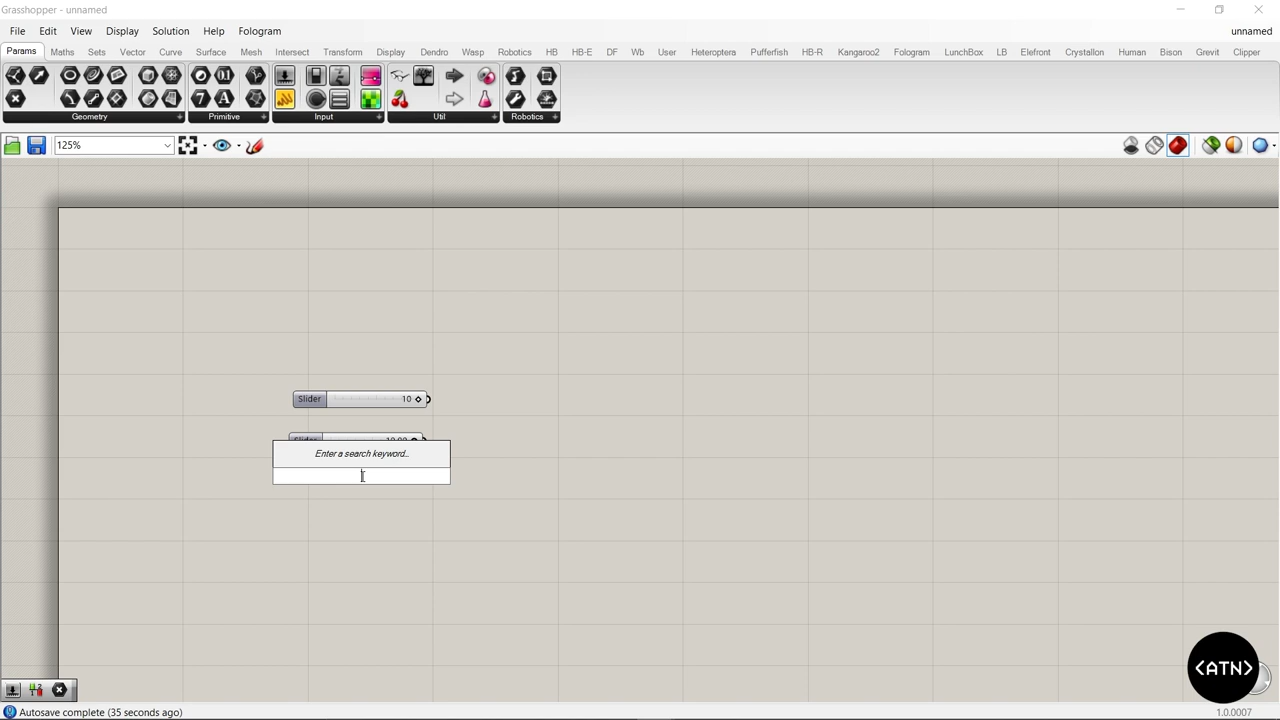 Grasshopper - unnamed
File Edit View Display Solution Help Fologram unnamed
Params Maths Sets Vector Curve Surface Mesh Intersect Transform Display Dendro Wasp Robotics HB HB-E DF Wb User Heteroptera Pufferfish HB-R Kangaroo2 Fologram LunchBox LB Elefront Crystallon Human Bison Grevit Clipper
Geometry Primitive Input Util Robotics
125%
Slider 10
Slider 10.00
Enter a search keyword...
<ATN>
Autosave complete (35 seconds ago) 1.0.0007